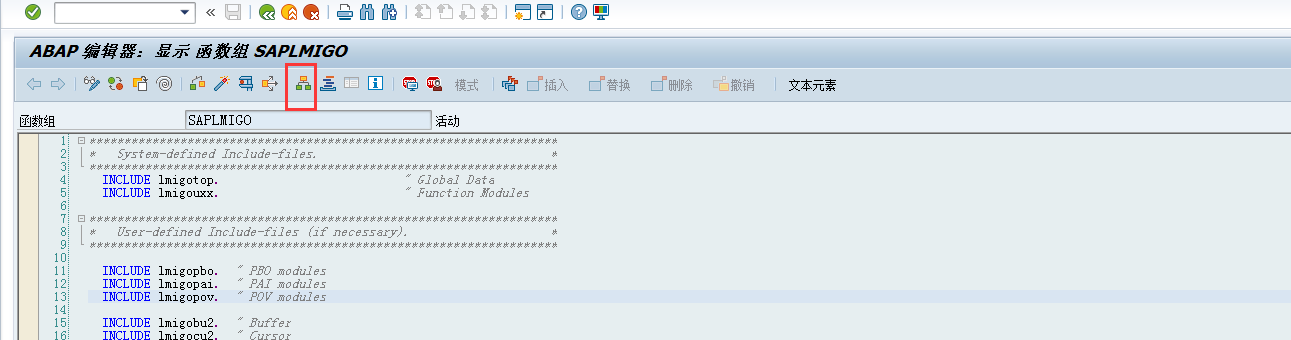 ABAP 编辑器：显示 函数组 SAPLMIGO
模式 插入 替换 删除 撤销 文本元素
函数组 SAPLMIGO 活动
1 ******************************************************************
2 * System-defined Include-files. *
3 ******************************************************************
4 INCLUDE lmigotop. " Global Data
5 INCLUDE lmigouxx. " Function Modules
6
7 ******************************************************************
8 * User-defined Include-files (if necessary). *
9 ******************************************************************
10
11 INCLUDE lmigopbo. " PBO modules
12 INCLUDE lmigopai. " PAI modules
13 INCLUDE lmigopov. " POV modules
14
15 INCLUDE lmigobu2. " Buffer
16 INCLUDE lmigocu2. " Cursor